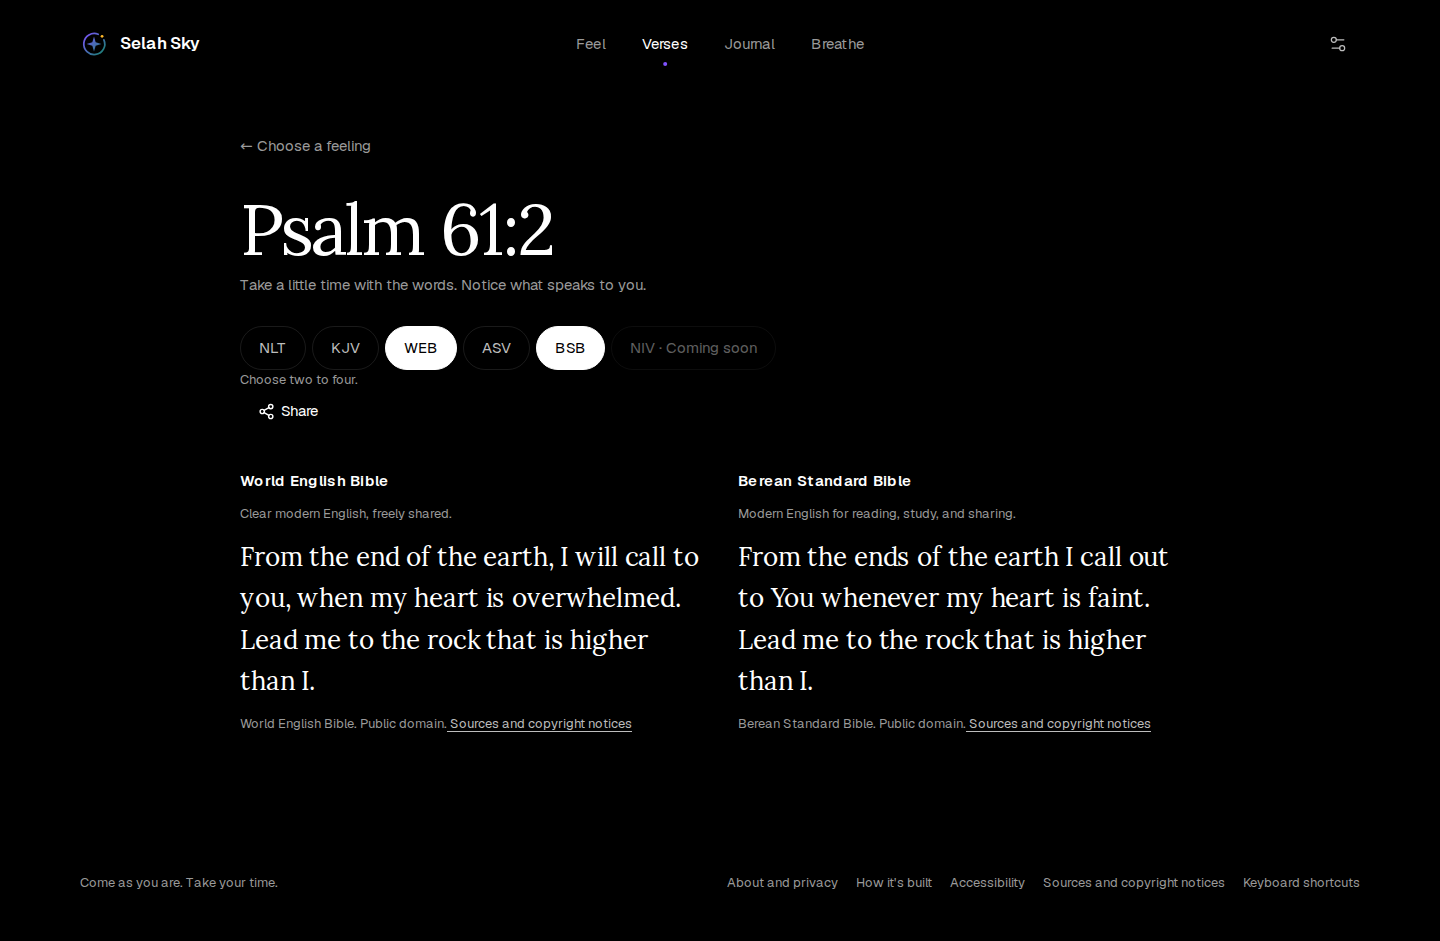 Selah Sky
Feel Verses Journal Breathe
← Choose a feeling
Psalm 61:2
Take a little time with the words. Notice what speaks to you.
NLT KJV WEB ASV BSB NIV · Coming soon
Choose two to four.
Share
World English Bible
Clear modern English, freely shared.
From the end of the earth, I will call to
you, when my heart is overwhelmed.
Lead me to the rock that is higher
than I.
World English Bible. Public domain. Sources and copyright notices
Berean Standard Bible
Modern English for reading, study, and sharing.
From the ends of the earth I call out
to You whenever my heart is faint.
Lead me to the rock that is higher
than I.
Berean Standard Bible. Public domain. Sources and copyright notices
Come as you are. Take your time.
About and privacy How it's built Accessibility Sources and copyright notices Keyboard shortcuts